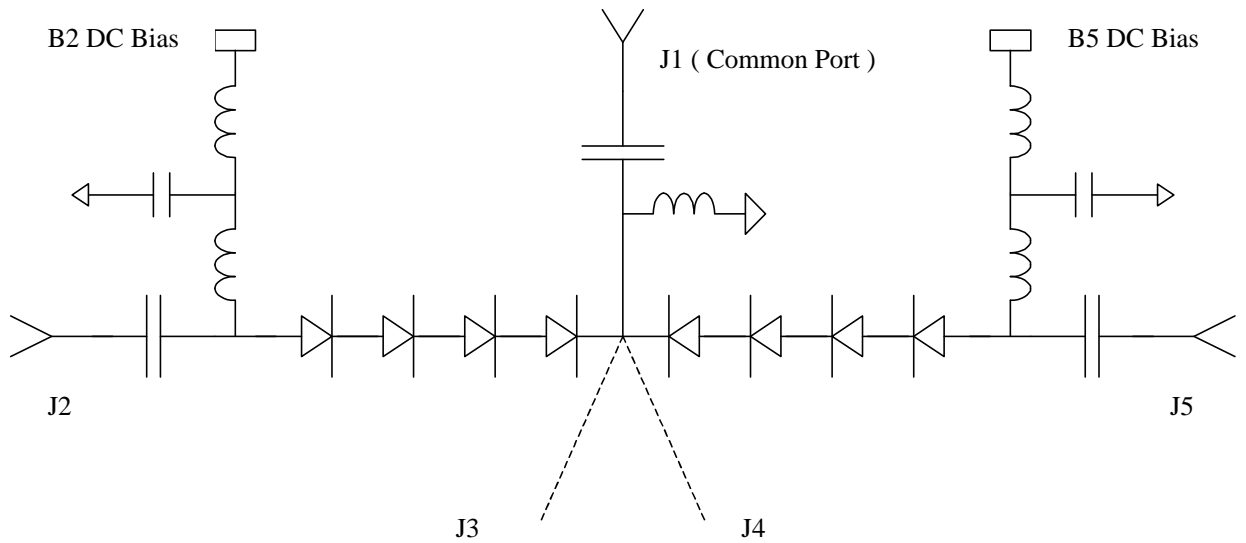 B2 DC Bias
J1 ( Common Port )
B5 DC Bias
J2
J5
J3
J4